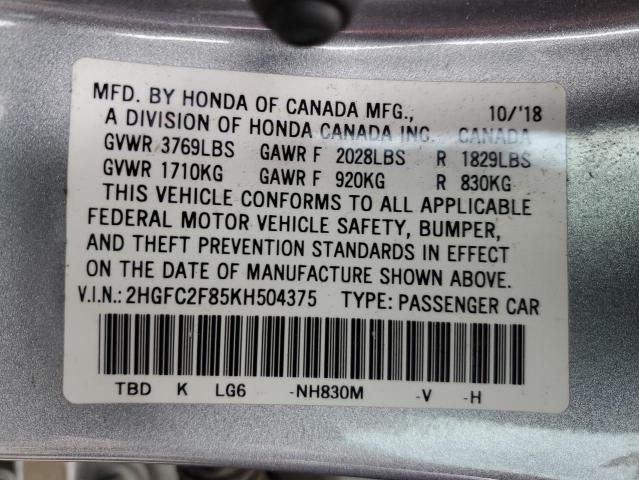 MFD. BY HONDA OF CANADA MFG., 10/'18
A DIVISION OF HONDA CANADA INC. CANADA
GVWR 3769LBS GAWR F 2028LBS R 1829LBS
GVWR 1710KG GAWR F 920KG R 830KG
THIS VEHICLE CONFORMS TO ALL APPLICABLE
FEDERAL MOTOR VEHICLE SAFETY, BUMPER,
AND THEFT PREVENTION STANDARDS IN EFFECT
ON THE DATE OF MANUFACTURE SHOWN ABOVE.
V.I.N.: 2HGFC2F85KH504375 TYPE: PASSENGER CAR
TBD K LG6 -NH830M -V -H